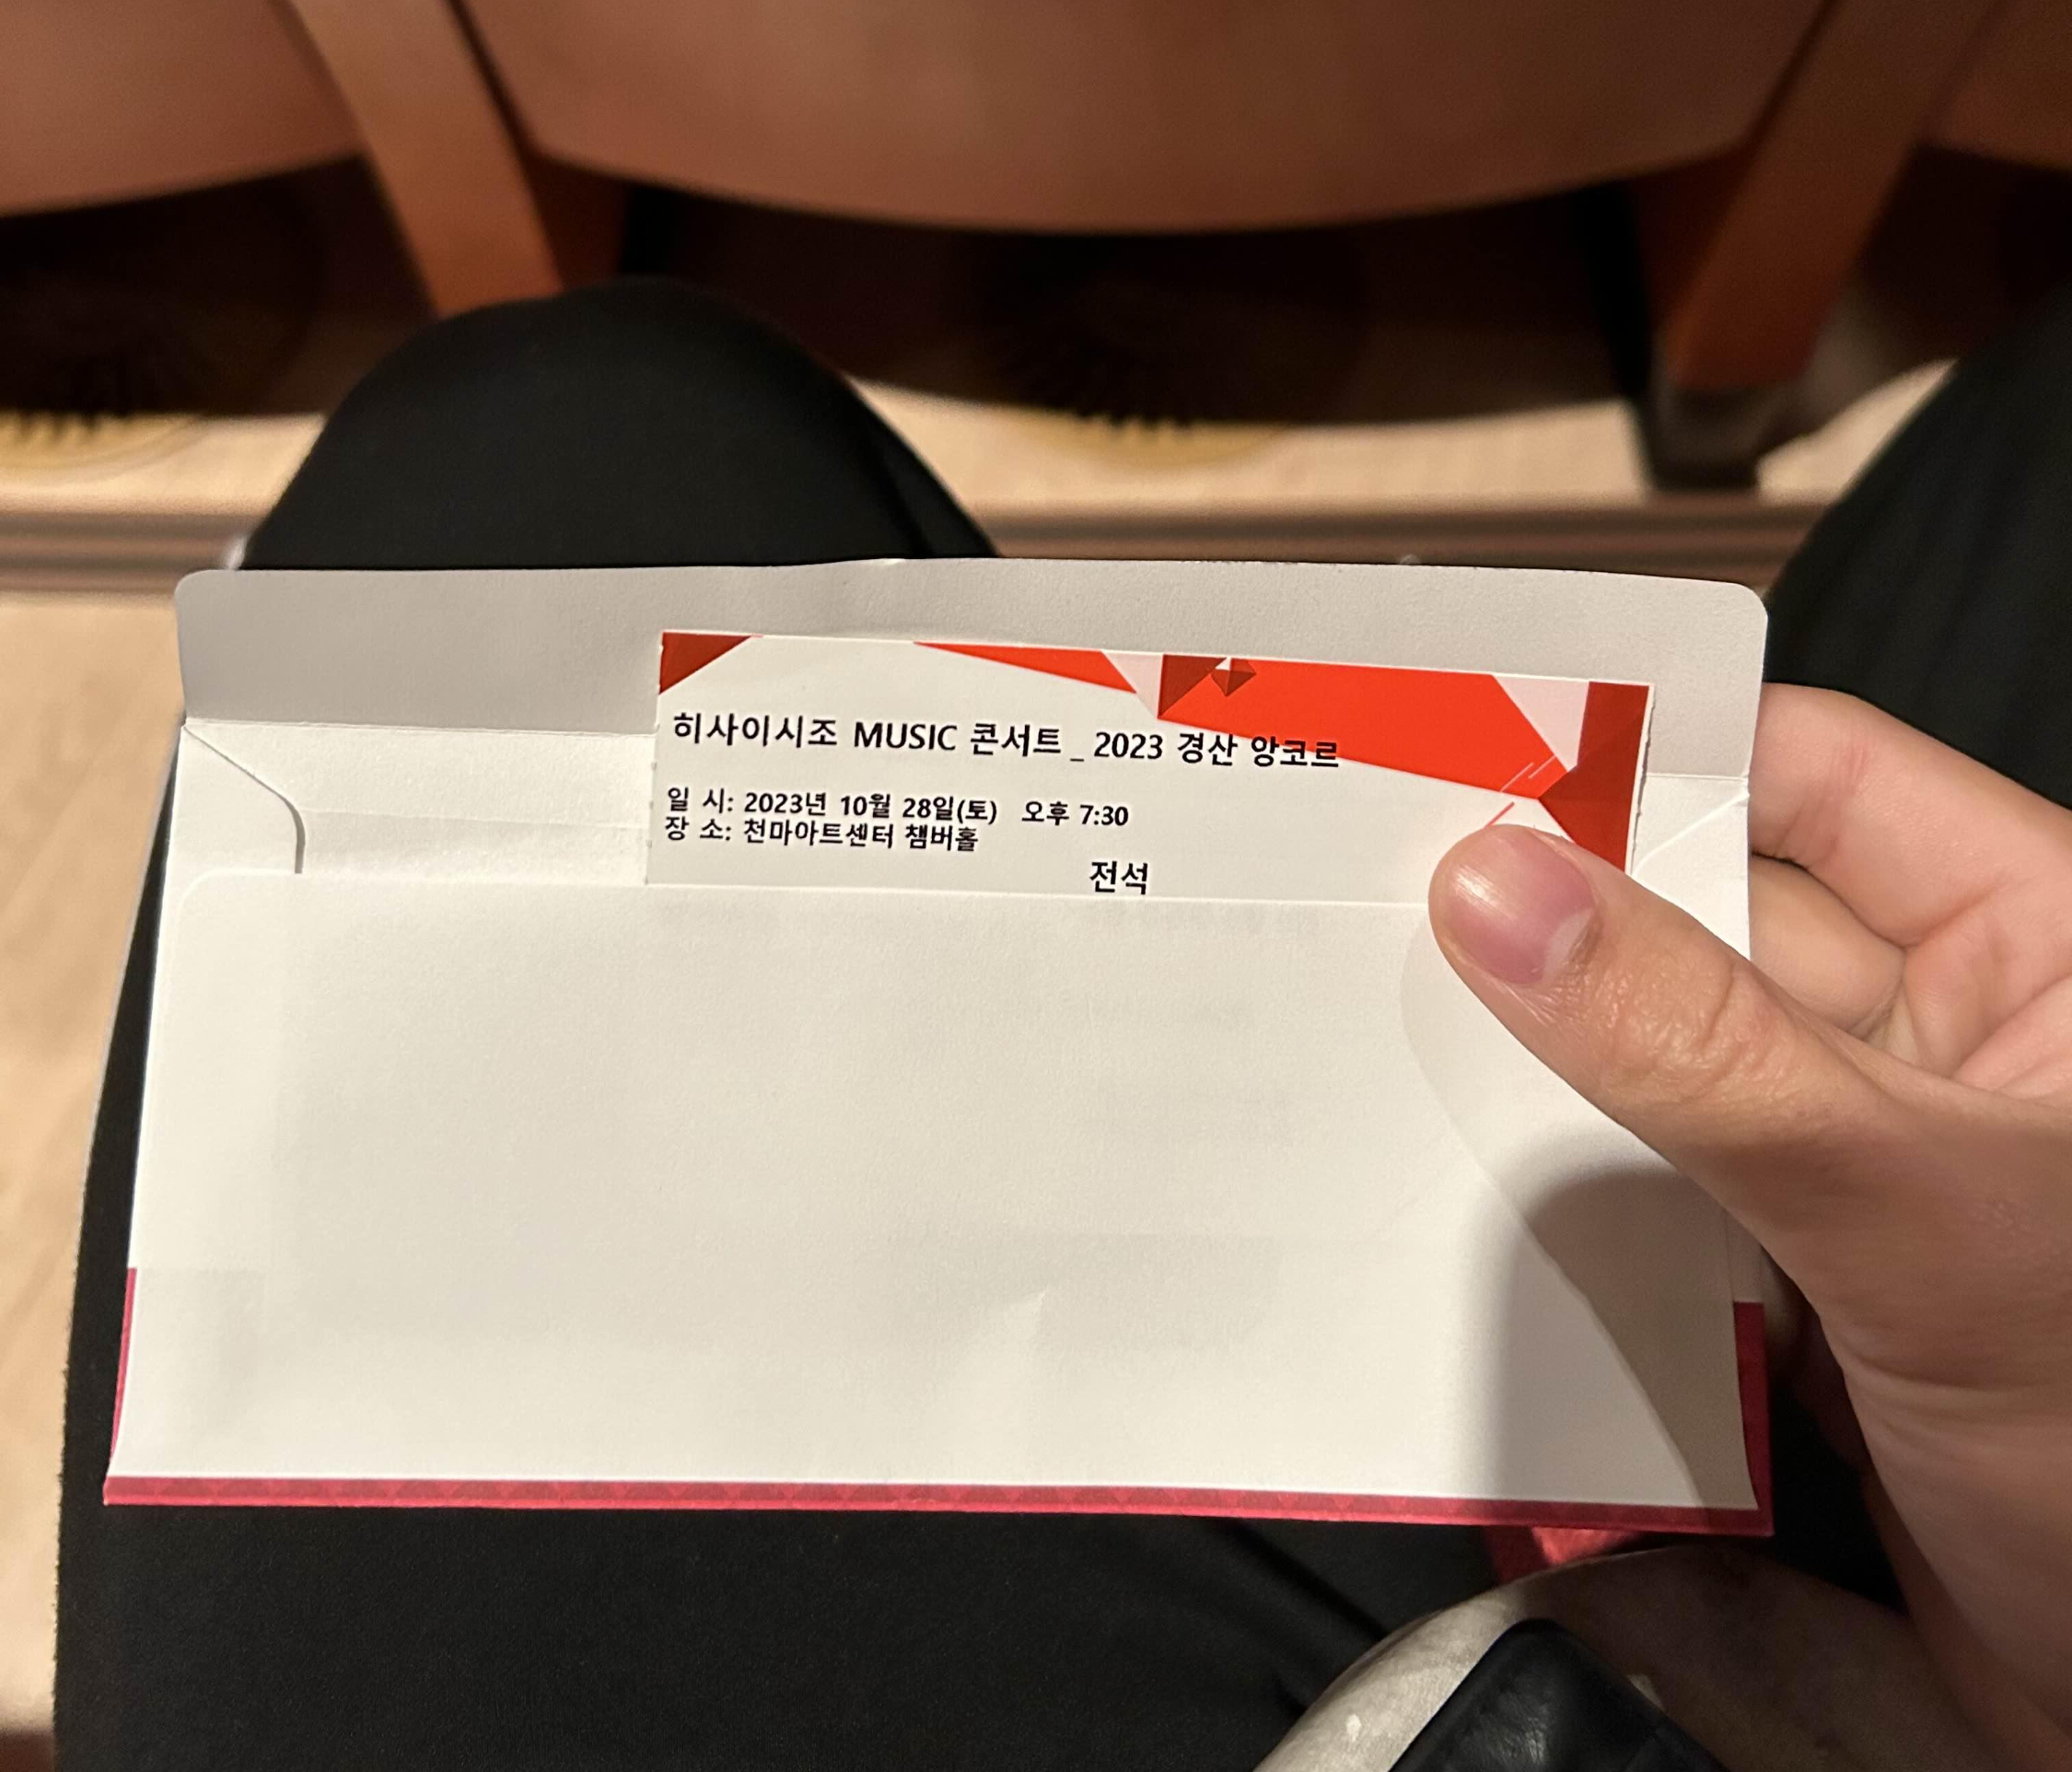 히사이시조 MUSIC 콘서트 _ 2023 경산 앙코르
일 시: 2023년 10월 28일(토) 오후 7:30
장 소: 천마아트센터 챔버홀
전석